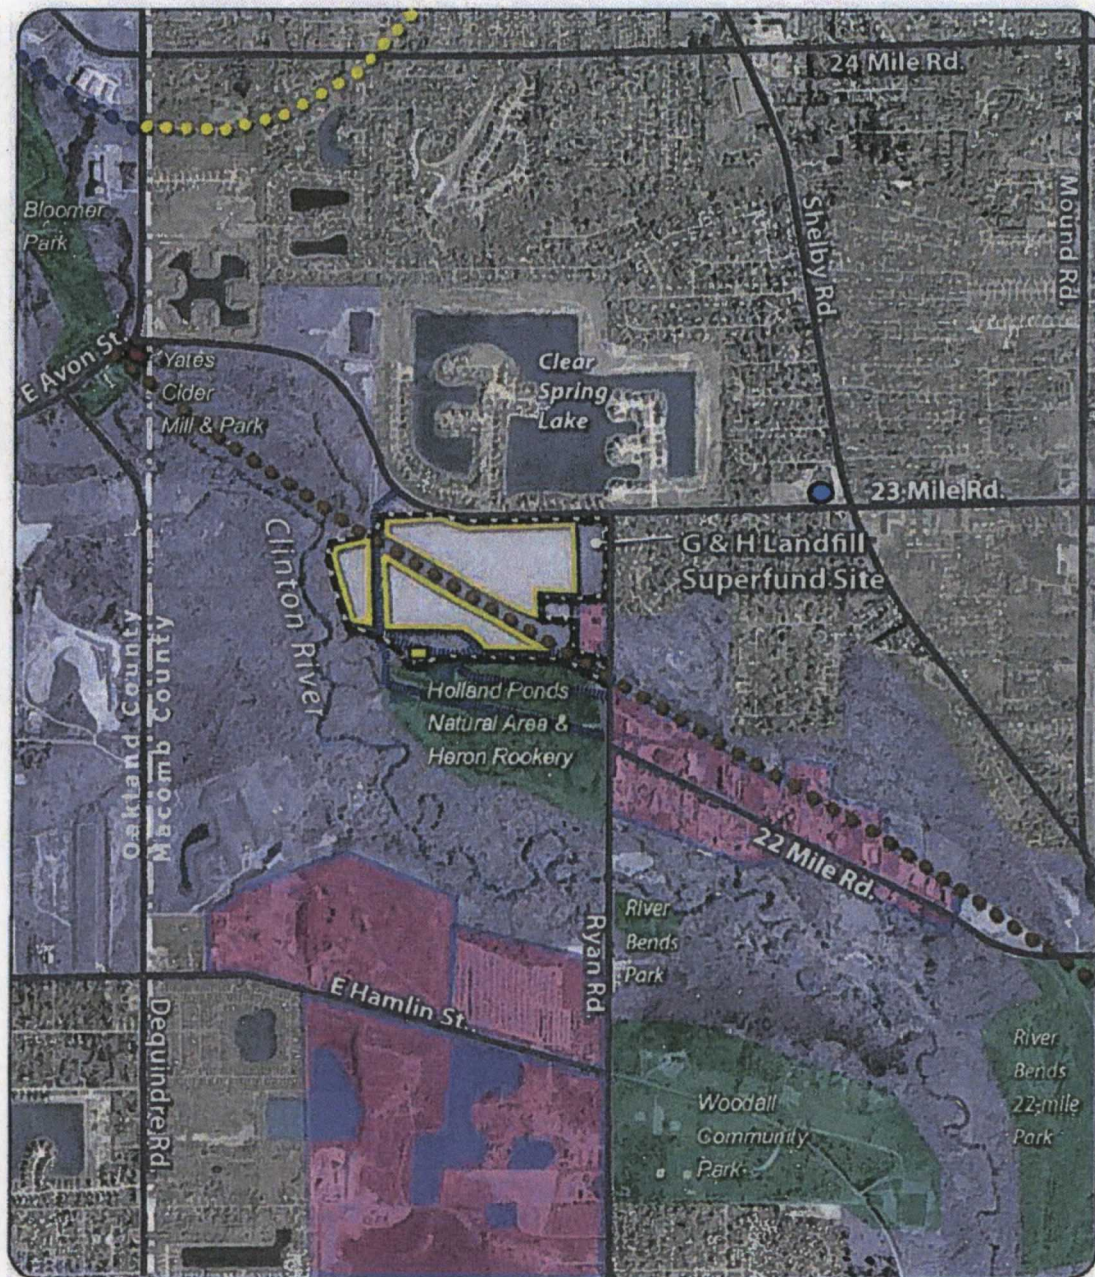 24 Mile Rd.
Mound Rd.
Bloomer
Park
Shelby Rd
E Avon St.
Yates
Cider
Mill & Park
Clear
Spring
Lake
23 Mile Rd.
G & H Landfill
Superfund Site
Clinton River
Oakland County
Macomb County
Holland Ponds
Natural Area &
Heron Rookery
22 Mile Rd.
River
Bends
Park
Ryan Rd
E Hamlin St.
Dequindre Rd.
River
Bends
22-mile
Park
Woodall
Community
Park